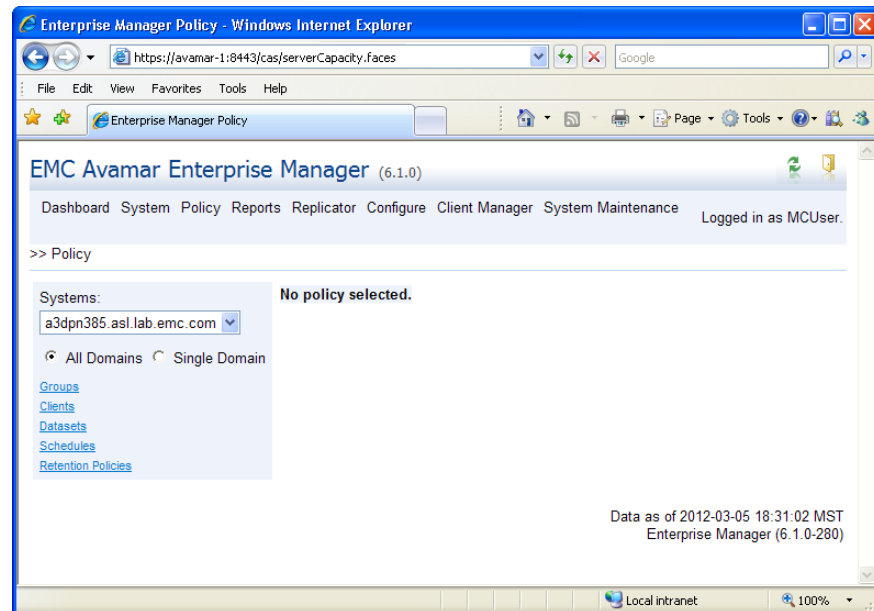 Enterprise Manager Policy - Windows Internet Explorer
https://avamar-1:8443/cas/serverCapacity.faces
Google
File Edit View Favorites Tools Help
Enterprise Manager Policy
Page Tools
EMC Avamar Enterprise Manager (6.1.0)
Dashboard System Policy Reports Replicator Configure Client Manager System Maintenance
Logged in as MCUser.
>> Policy
Systems:
No policy selected.
a3dpn385.asl.lab.emc.com
All Domains Single Domain
Groups
Clients
Datasets
Schedules
Retention Policies
Data as of 2012-03-05 18:31:02 MST
Enterprise Manager (6.1.0-280)
Local intranet 100%